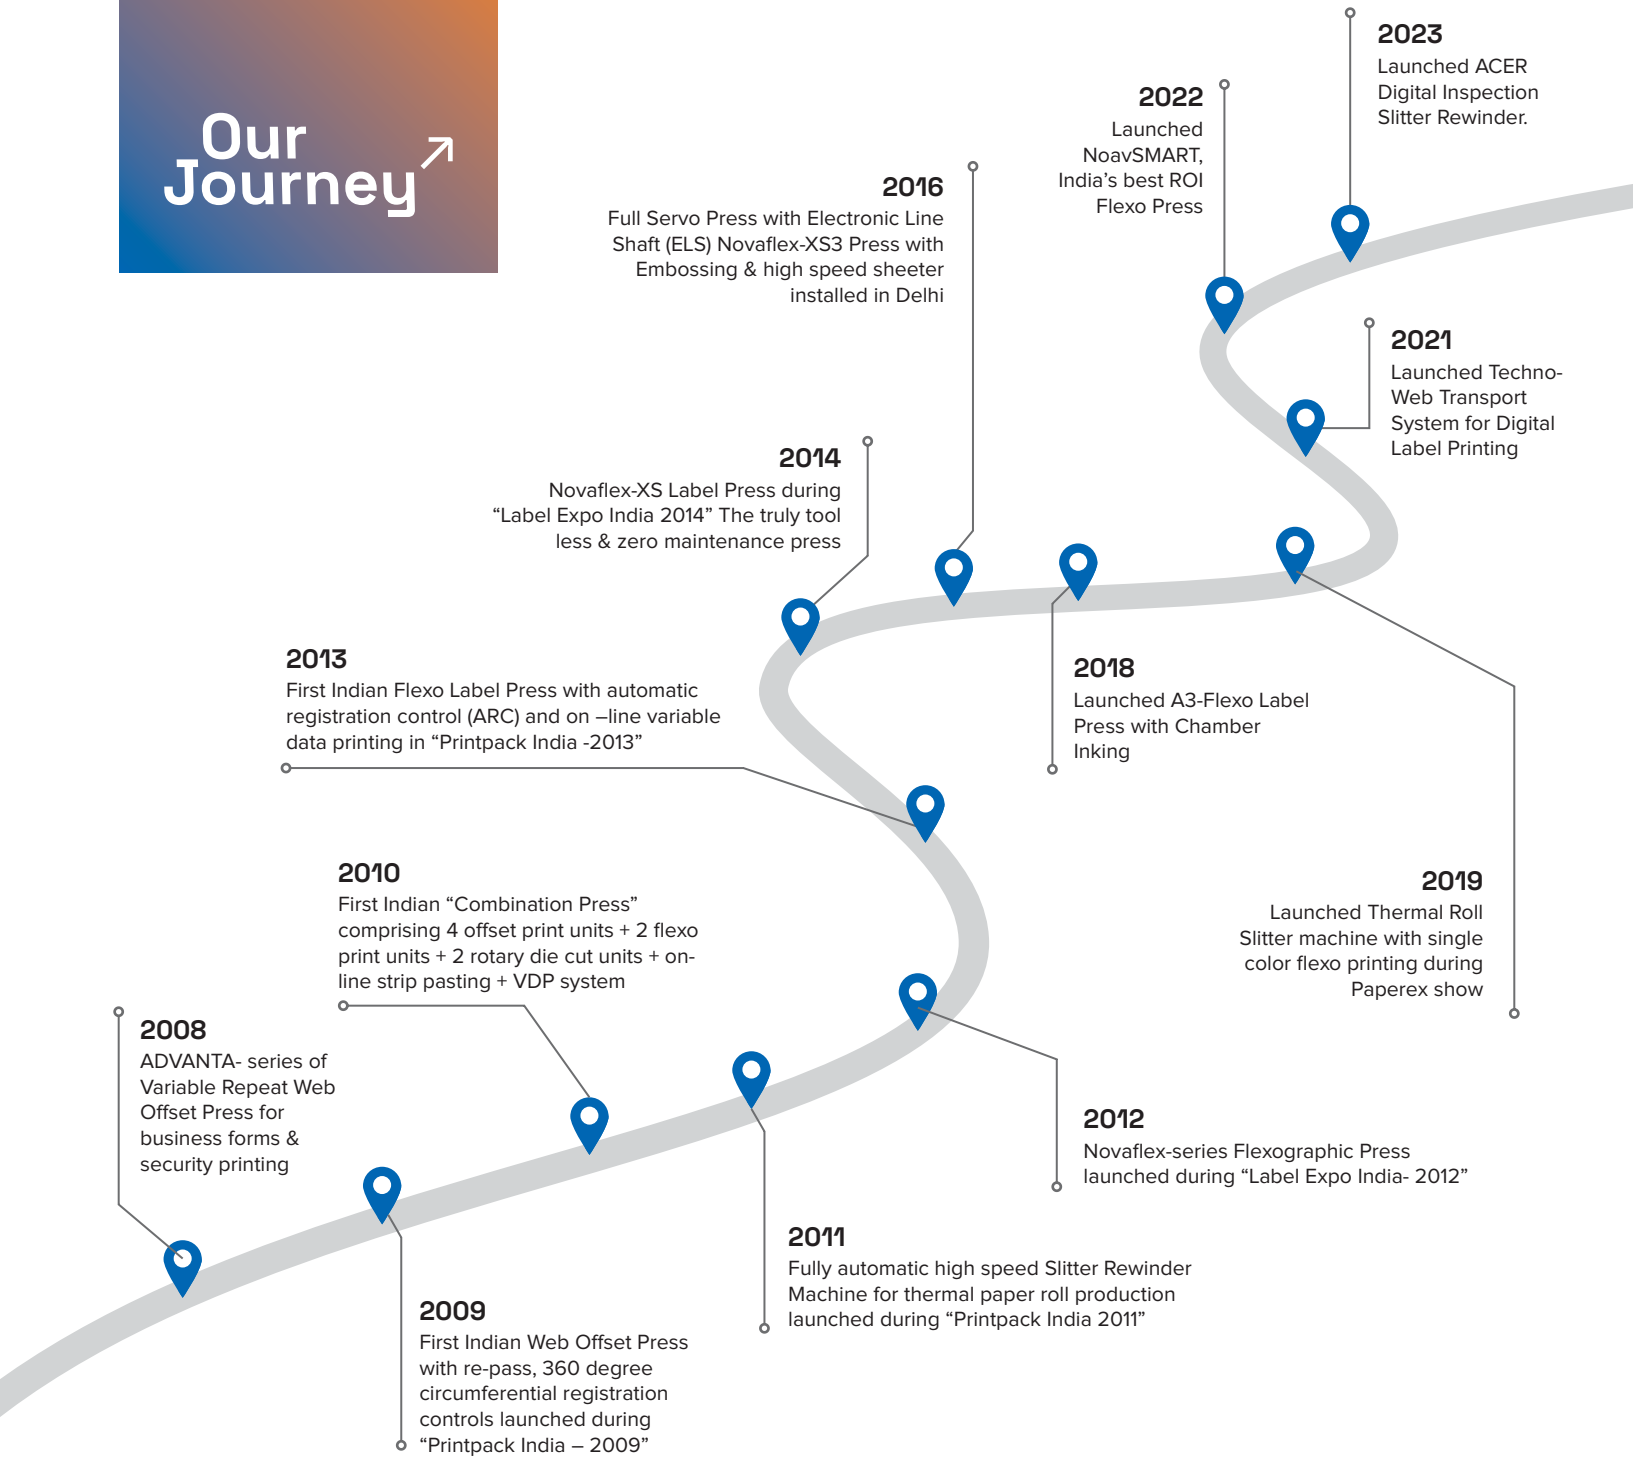 Our
Journey
2023
Launched ACER
Digital Inspection
Slitter Rewinder.
2022
Launched
NoavSMART,
India’s best ROI
Flexo Press
2016
Full Servo Press with Electronic Line
Shaft (ELS) Novaflex-XS3 Press with
Embossing & high speed sheeter
installed in Delhi
2021
Launched Techno-
Web Transport
System for Digital
Label Printing
2014
Novaflex-XS Label Press during
“Label Expo India 2014” The truly tool
less & zero maintenance press
2013
First Indian Flexo Label Press with automatic
registration control (ARC) and on –line variable
data printing in “Printpack India -2013”
2018
Launched A3-Flexo Label
Press with Chamber
Inking
2010
First Indian “Combination Press”
comprising 4 offset print units + 2 flexo
print units + 2 rotary die cut units + on-
line strip pasting + VDP system
2019
Launched Thermal Roll
Slitter machine with single
color flexo printing during
Paperex show
2008
ADVANTA- series of
Variable Repeat Web
Offset Press for
business forms &
security printing
2012
Novaflex-series Flexographic Press
launched during “Label Expo India- 2012”
2011
Fully automatic high speed Slitter Rewinder
Machine for thermal paper roll production
launched during “Printpack India 2011”
2009
First Indian Web Offset Press
with re-pass, 360 degree
circumferential registration
controls launched during
“Printpack India – 2009”